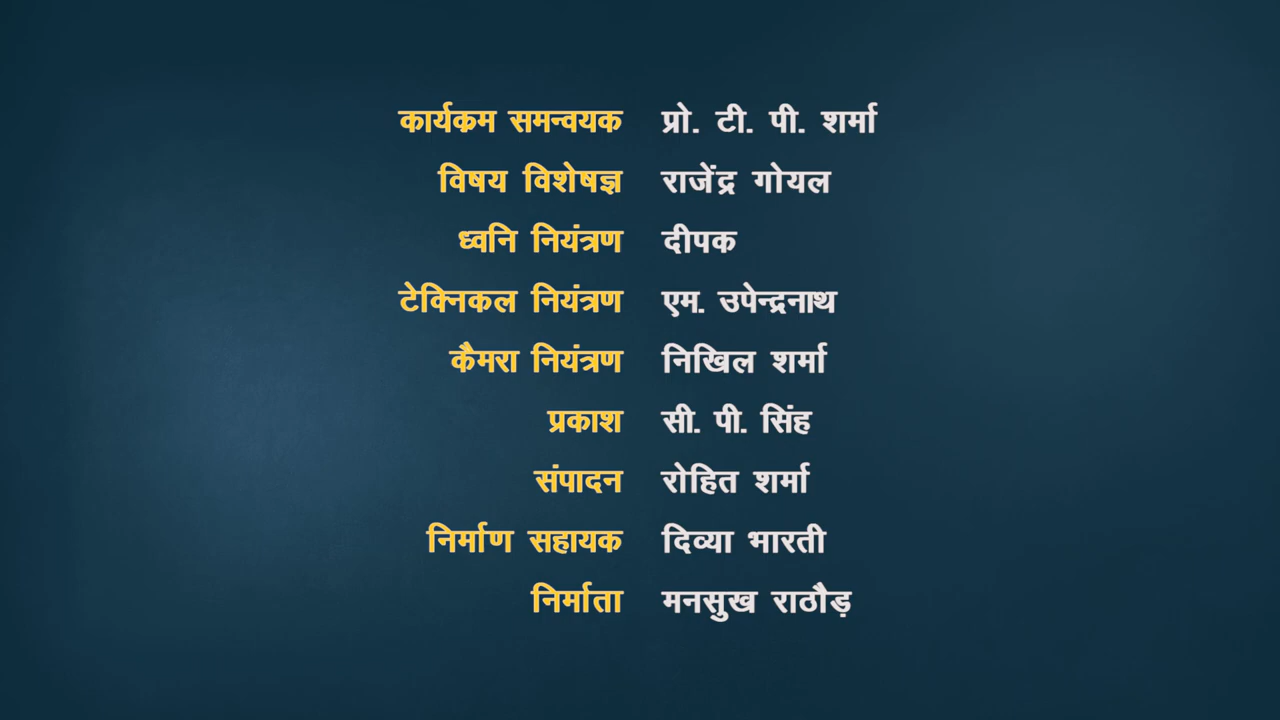 कार्यक्रम समन्वयक प्रो. टी. पी. शर्मा
विषय विशेषज्ञ राजेंद्र गोयल
ध्वनि नियंत्रण दीपक
टेक्निकल नियंत्रण एम. उपेन्द्रनाथ
कैमरा नियंत्रण निखिल शर्मा
प्रकाश सी. पी. सिंह
संपादन रोहित शर्मा
निर्माण सहायक दिव्या भारती
निर्माता मनसुख राठौड़